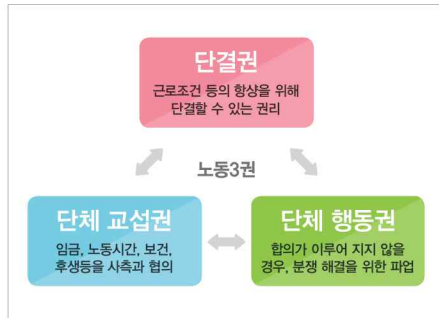 단결권
근로조건 등의 향상을 위해
단결할 수 있는 권리
노동3권
단체 교섭권
임금, 노동시간, 보건,
후생등을 사측과 협의
단체 행동권
합의가 이루어 지지 않을
경우, 분쟁 해결을 위한 파업